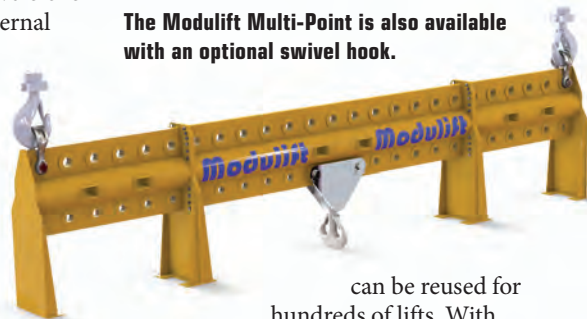 ernal
The Modulift Multi-Point is also available
with an optional swivel hook.
Modulift
Modulift
can be reused for
hundreds of lifts. With